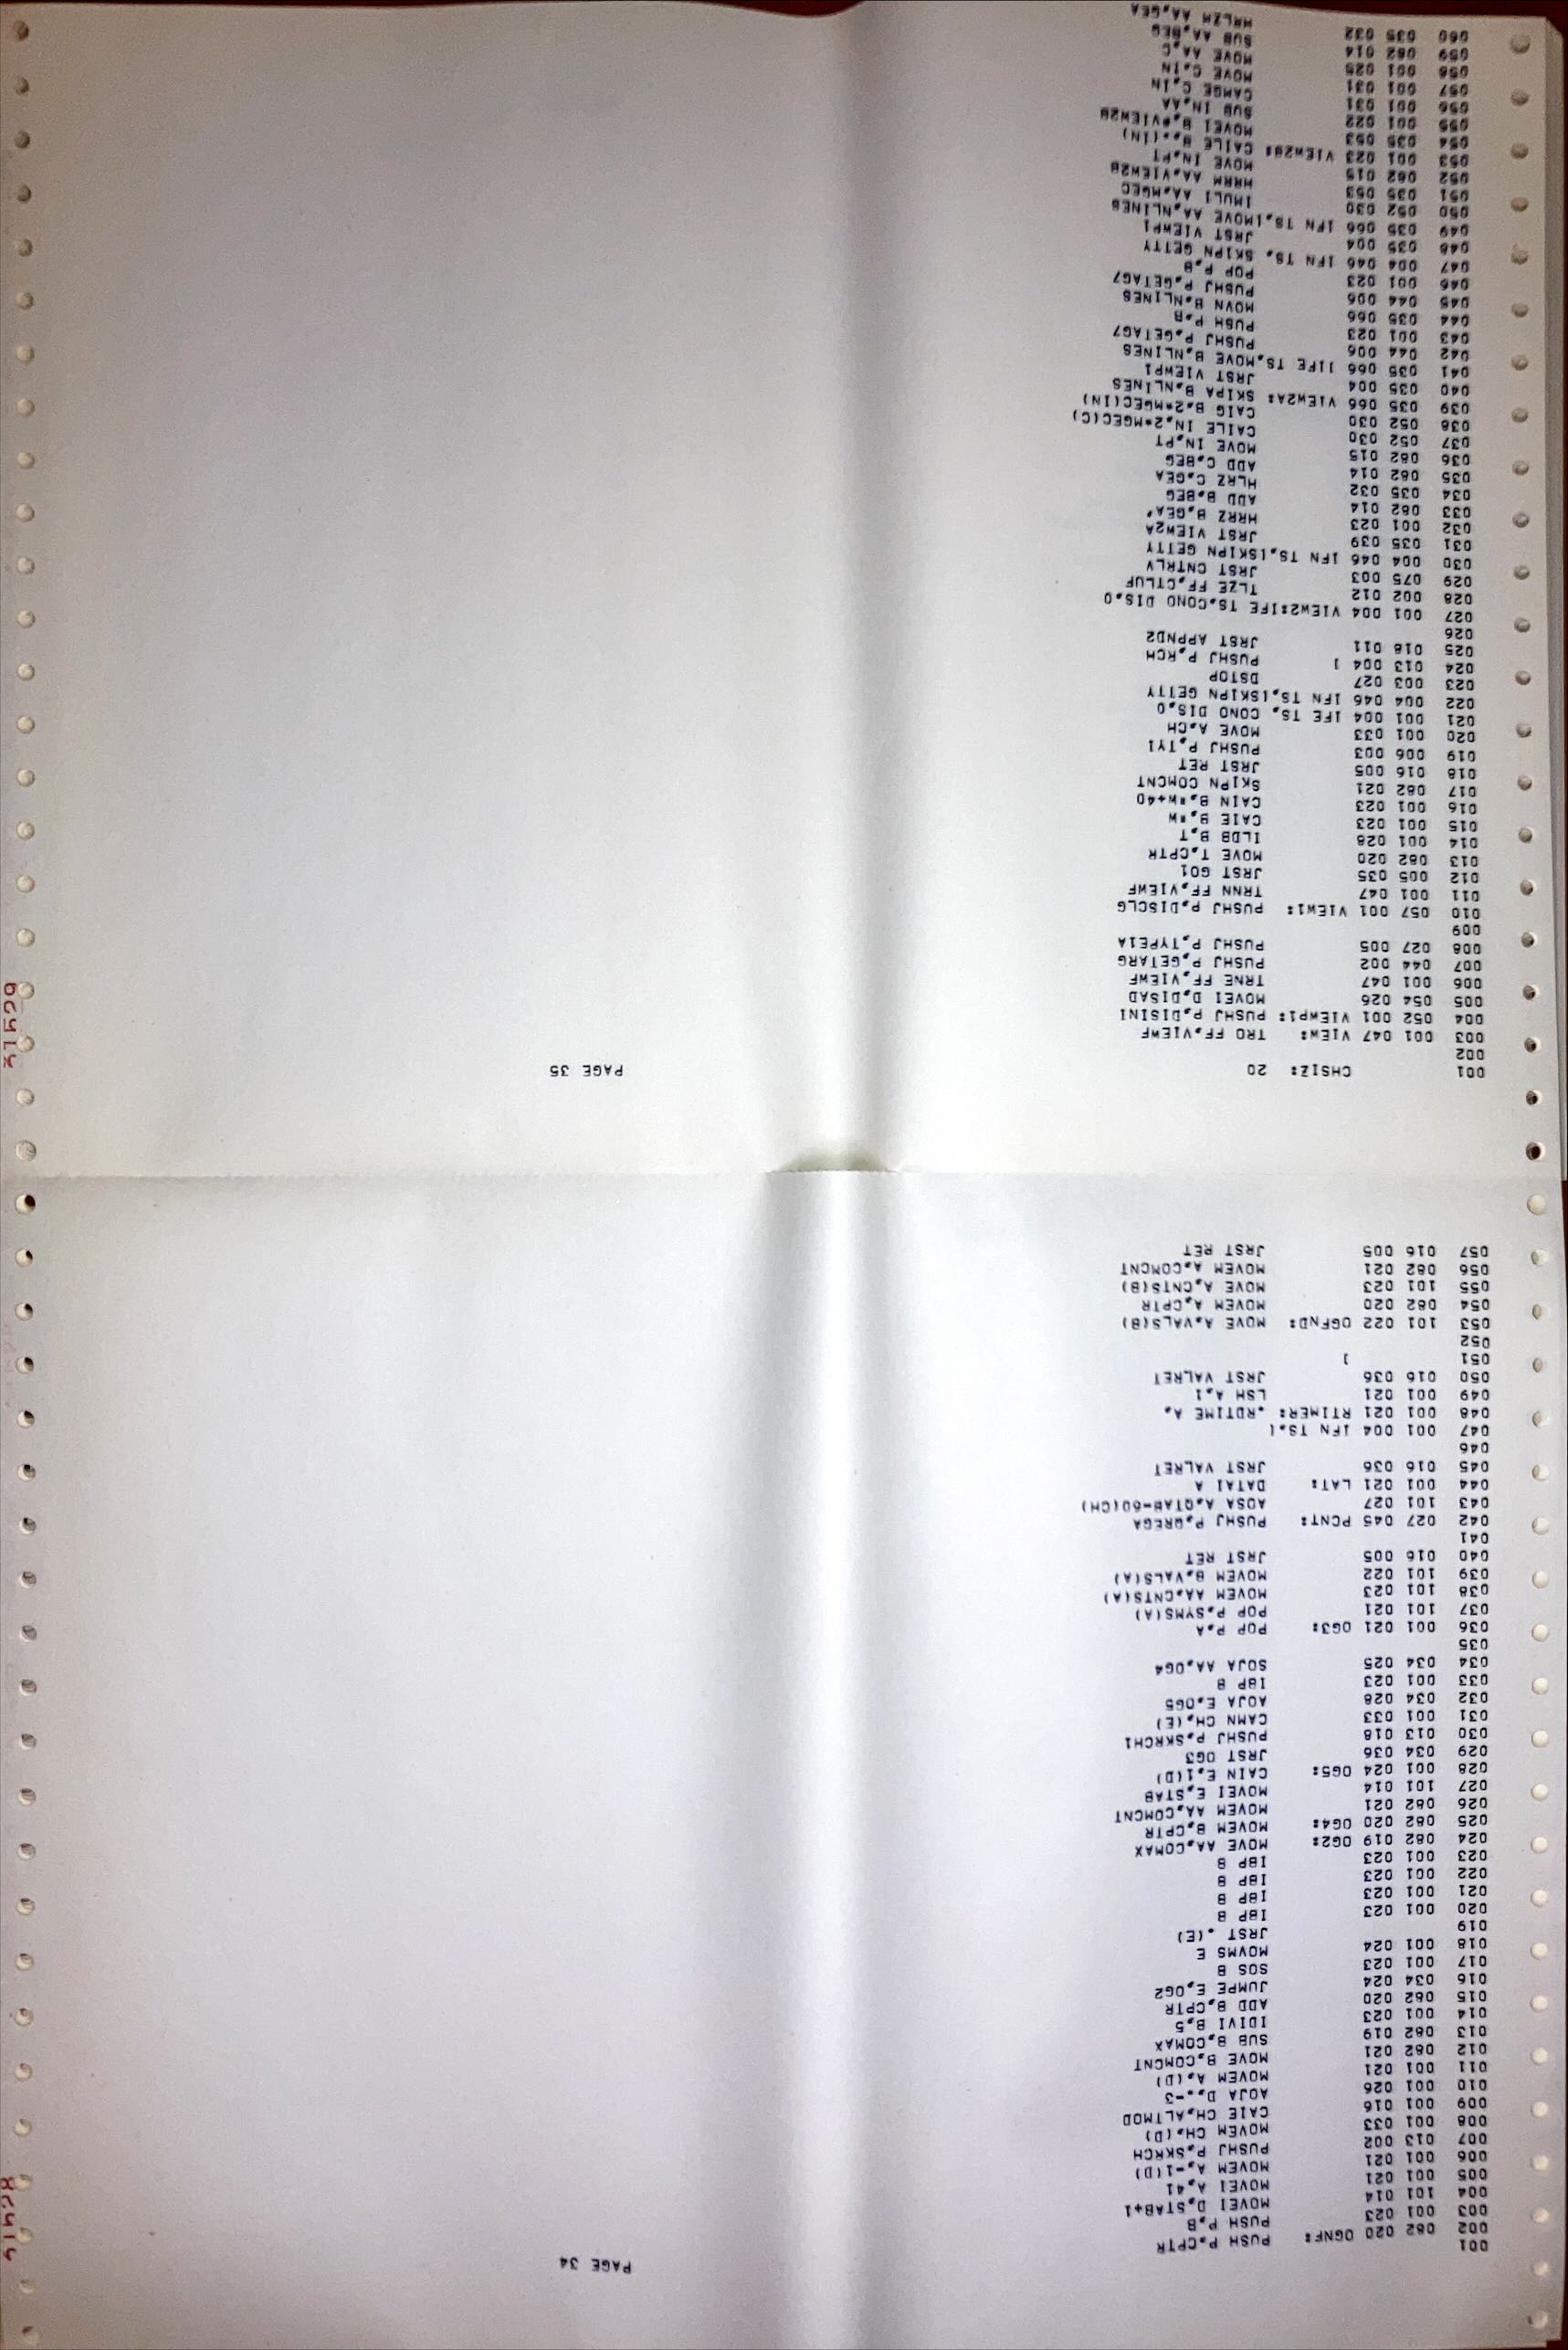 PAGE 34
001
002 082 020 OGNF: PUSH P,CPTR
003 001 023 PUSH P,B
004 101 014 MOVEI D,STAB+1
005 001 021 MOVEI A,41
006 001 021 MOVEM A,-1(D)
007 013 002 PUSHJ P,SKRCH
008 001 033 MOVEM CH,(D)
009 001 016 CAIE CH,ALTMOD
010 001 026 AOJA D,.-3
011 001 021 MOVEM A,(D)
012 082 021 MOVE B,COMCNT
013 082 019 SUB B,COMAX
014 001 023 IDIVI B,5
015 082 020 ADD B,CPTR
016 034 024 JUMPE E,OG2
017 001 023 SOS B
018 001 024 MOVMS E
019 JRST .(E)
020 001 023 IBP B
021 001 023 IBP B
022 001 023 IBP B
023 001 023 IBP B
024 082 019 OG2: MOVE AA,COMAX
025 082 020 OG4: MOVEM B,CPTR
026 082 021 MOVEM AA,COMCNT
027 101 014 MOVEI E,STAB
028 001 024 OG5: CAIN E,1(D)
029 034 036 JRST OG3
030 013 018 PUSHJ P,SKRCH1
031 001 033 CAMN CH,(E)
032 034 028 AOJA E,OG5
033 001 023 IBP B
034 034 025 SOJA AA,OG4
035
036 001 021 OG3: POP P,A
037 101 021 POP P,SYMS(A)
038 101 023 MOVEM AA,CNTS(A)
039 101 022 MOVEM B,VALS(A)
040 016 005 JRST RET
041
042 027 045 PCNT: PUSHJ P,QREGA
043 101 027 AOSA A,QTAB-60(CH)
044 001 021 LAT: DATAI A
045 016 036 JRST VALRET
046
047 001 004 IFN TS,[
048 001 021 RTIMER: .RDTIME A,
049 001 021 LSH A,1
050 016 036 JRST VALRET
051 ]
052
053 101 022 OGFND: MOVE A,VALS(B)
054 082 020 MOVEM A,CPTR
055 101 023 MOVE A,CNTS(B)
056 082 021 MOVEM A,COMCNT
057 016 005 JRST RET
PAGE 35
001 CHSIZ: 20
002
003 001 047 VIEW: TRO FF,VIEWF
004 052 001 VIEWP1: PUSHJ P,DISINI
005 054 026 MOVEI D,DISAD
006 001 047 TRNE FF,VIEWF
007 044 002 PUSHJ P,GETARG
008 027 005 PUSHJ P,TYPE1A
009
010 057 001 VIEW1: PUSHJ P,DISCLG
011 001 047 TRNN FF,VIEWF
012 005 035 JRST GO1
013 082 020 MOVE T,CPTR
014 001 028 ILDB B,T
015 001 023 CAIE B,"W
016 001 023 CAIN B,"W+40
017 082 021 SKIPN COMCNT
018 016 005 JRST RET
019 006 003 PUSHJ P,TYI
020 001 033 MOVE A,CH
021 001 004 IFE TS, COND DIS,0
022 004 046 IFN TS,[SKIPN GETTY
023 003 027 DSTOP
024 013 004 ] PUSHJ P,RCH
025 018 011 JRST APPND2
026
027 001 004 VIEW2:IFE TS,COND DIS,0
028 002 012 TLZE FF,CTLUF
029 075 003 JRST CNTRLV
030 004 046 IFN TS,[SKIPN GETTY
031 035 039 JRST VIEW2A
032 001 023 HRRZ B,GEA'
033 082 014 ADD B,BEG
034 035 032 HLRZ C,GEA
035 082 014 ADD C,BEG
036 082 015 MOVE IN,PT
037 052 030 CAILE IN,2*MGEC(C)
038 052 030 CAIG B,2*MGEC(IN)
039 035 066 VIEW2A: SKIPA B,NLINES
040 035 004 JRST VIEWP1
041 035 066 ]IFE TS,MOVE B,NLINES
042 044 006 PUSHJ P,GETAG7
043 001 023 PUSH P,B
044 035 066 MOVN B,NLINES
045 044 006 PUSHJ P,GETAG7
046 001 023 POP P,B
047 004 046 IFN TS, SKIPN GETTY
048 035 004 JRST VIEWP1
049 035 066 IFN TS,[MOVE AA,NLINES
050 052 030 IMULI AA,MGEC
051 035 053 HRRM AA,VIEW2B
052 082 015 MOVE IN,PT
053 001 023 VIEW2B: CAILE B,.(IN)
054 035 053 MOVEI B,@VIEW2B
055 001 022 SUB IN,AA
056 001 031 CAMGE C,IN
057 001 031 MOVE C,IN
058 001 025 MOVE AA,C
059 082 014 SUB AA,BEG
060 035 032 HRLZM AA,GEA